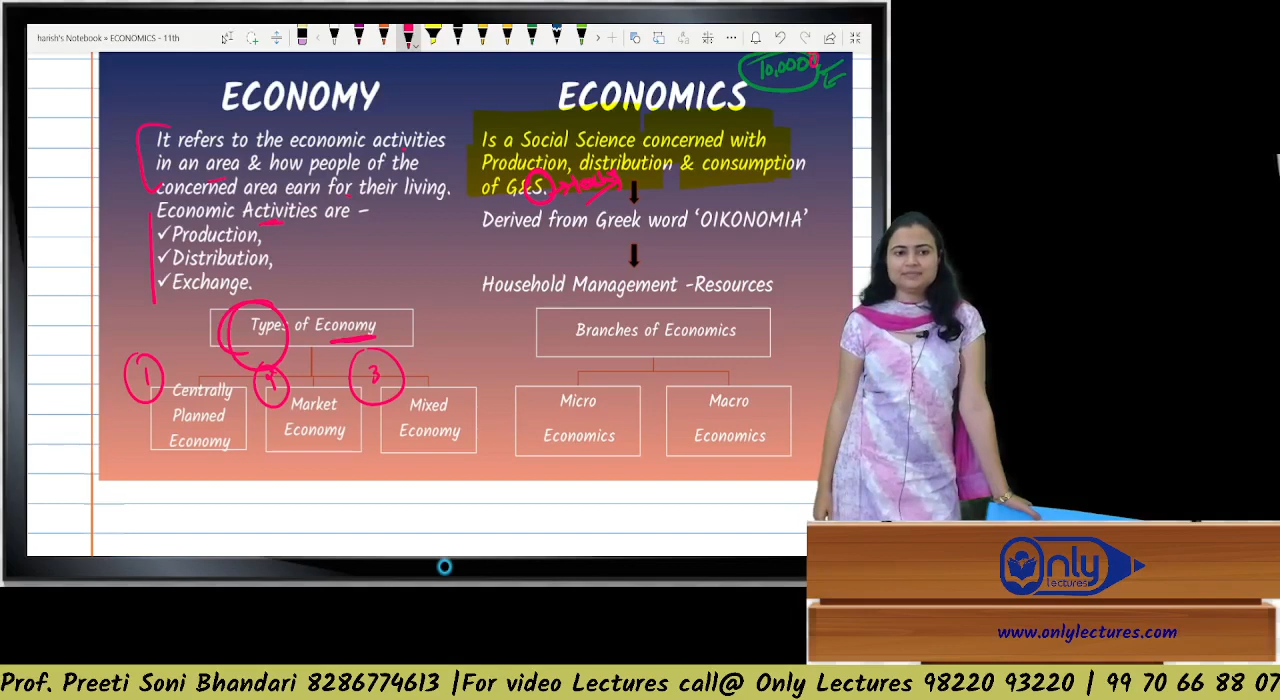 harish's Notebook » ECONOMICS - 11th
10,000
ECONOMY
It refers to the economic activities
in an area & how people of the
concerned area earn for their living.
Economic Activities are –
✓Production,
✓Distribution,
✓Exchange.
Types of Economy
1
2
3
Centrally
Planned
Economy
Market
Economy
Mixed
Economy
ECONOMICS
Is a Social Science concerned with
Production, distribution & consumption
of G&S.
Derived from Greek word ‘OIKONOMIA’
Household Management -Resources
Branches of Economics
Micro
Economics
Macro
Economics
Only
lectures
www.onlylectures.com
Prof. Preeti Soni Bhandari 8286774613 |For video Lectures call@ Only Lectures 98220 93220 | 99 70 66 88 07